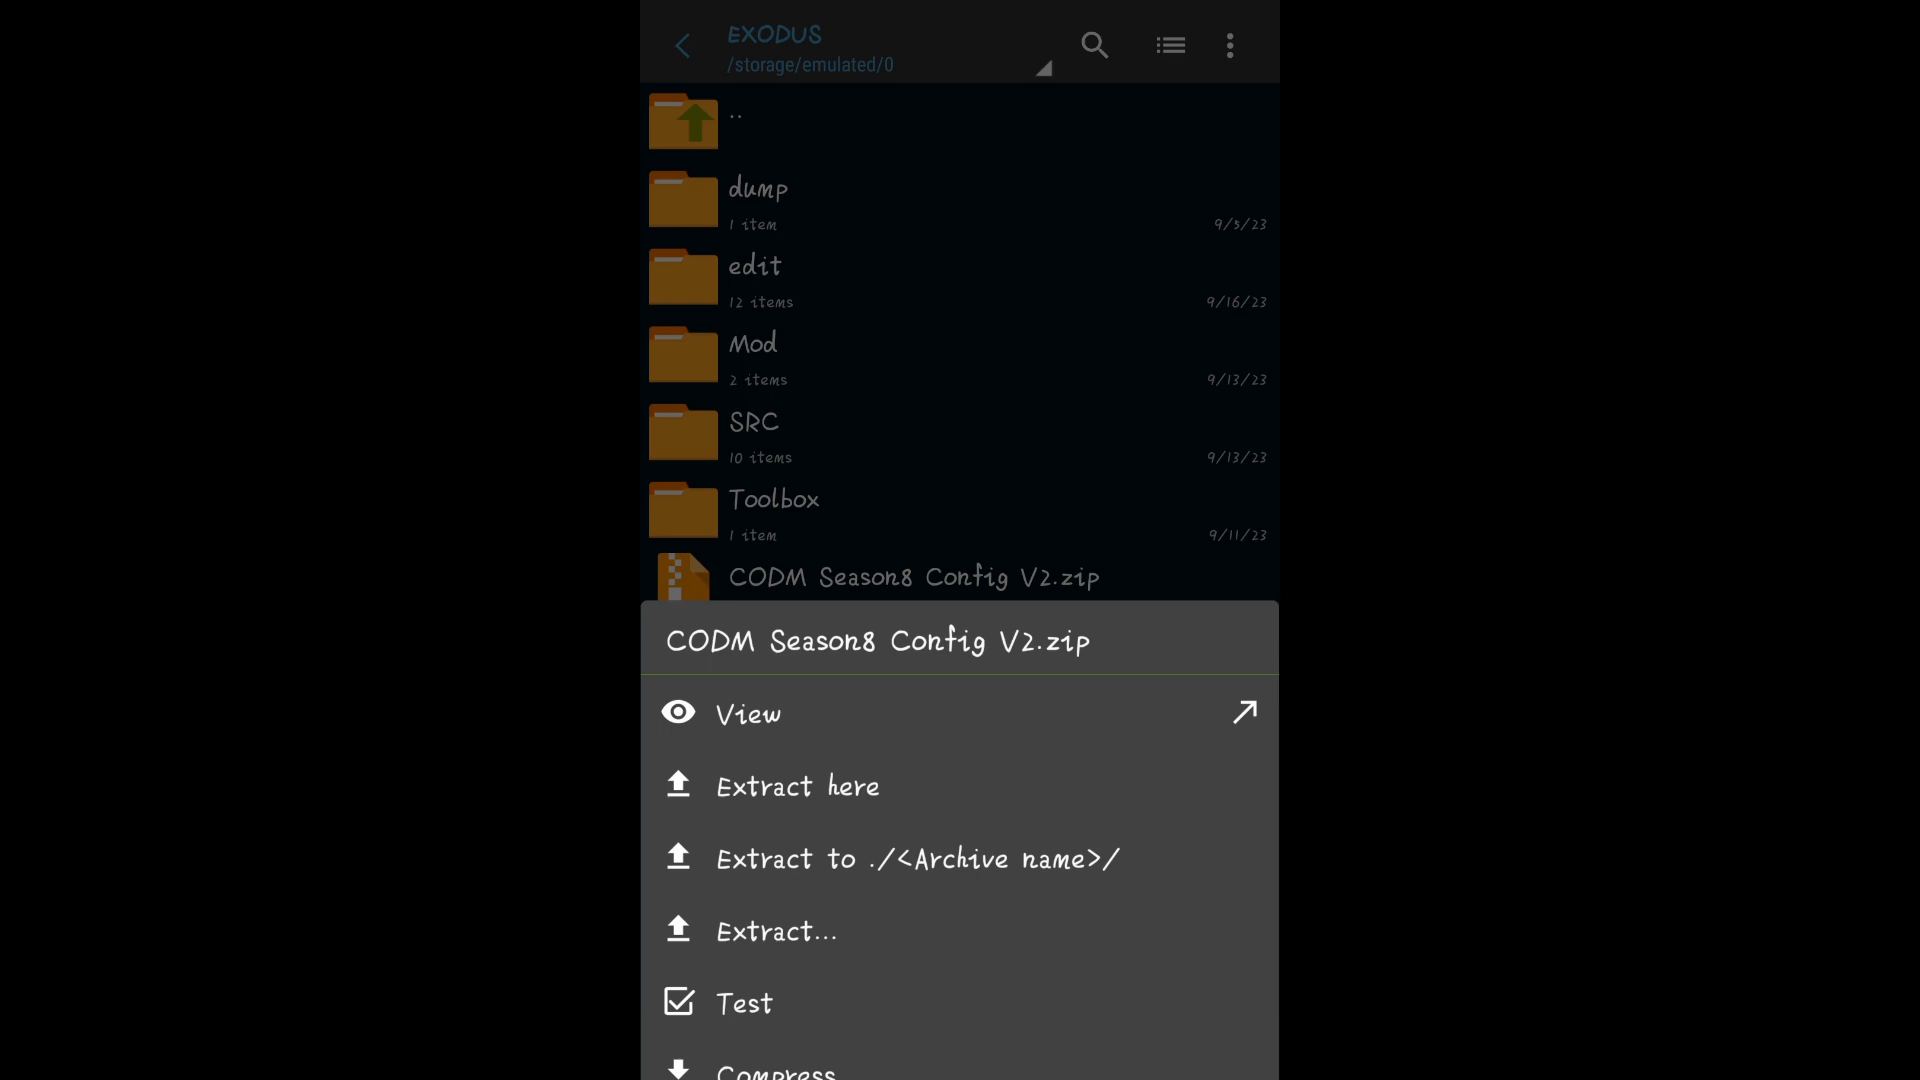 EXODUS
/storage/emulated/0
..
dump
1 item 9/5/23
edit
12 items 9/16/23
Mod
2 items 9/13/23
SRC
10 items 9/13/23
Toolbox
1 item 9/11/23
CODM Season8 Config V2.zip
CODM Season8 Config V2.zip
View
Extract here
Extract to ./<Archive name>/
Extract...
Test
Compress